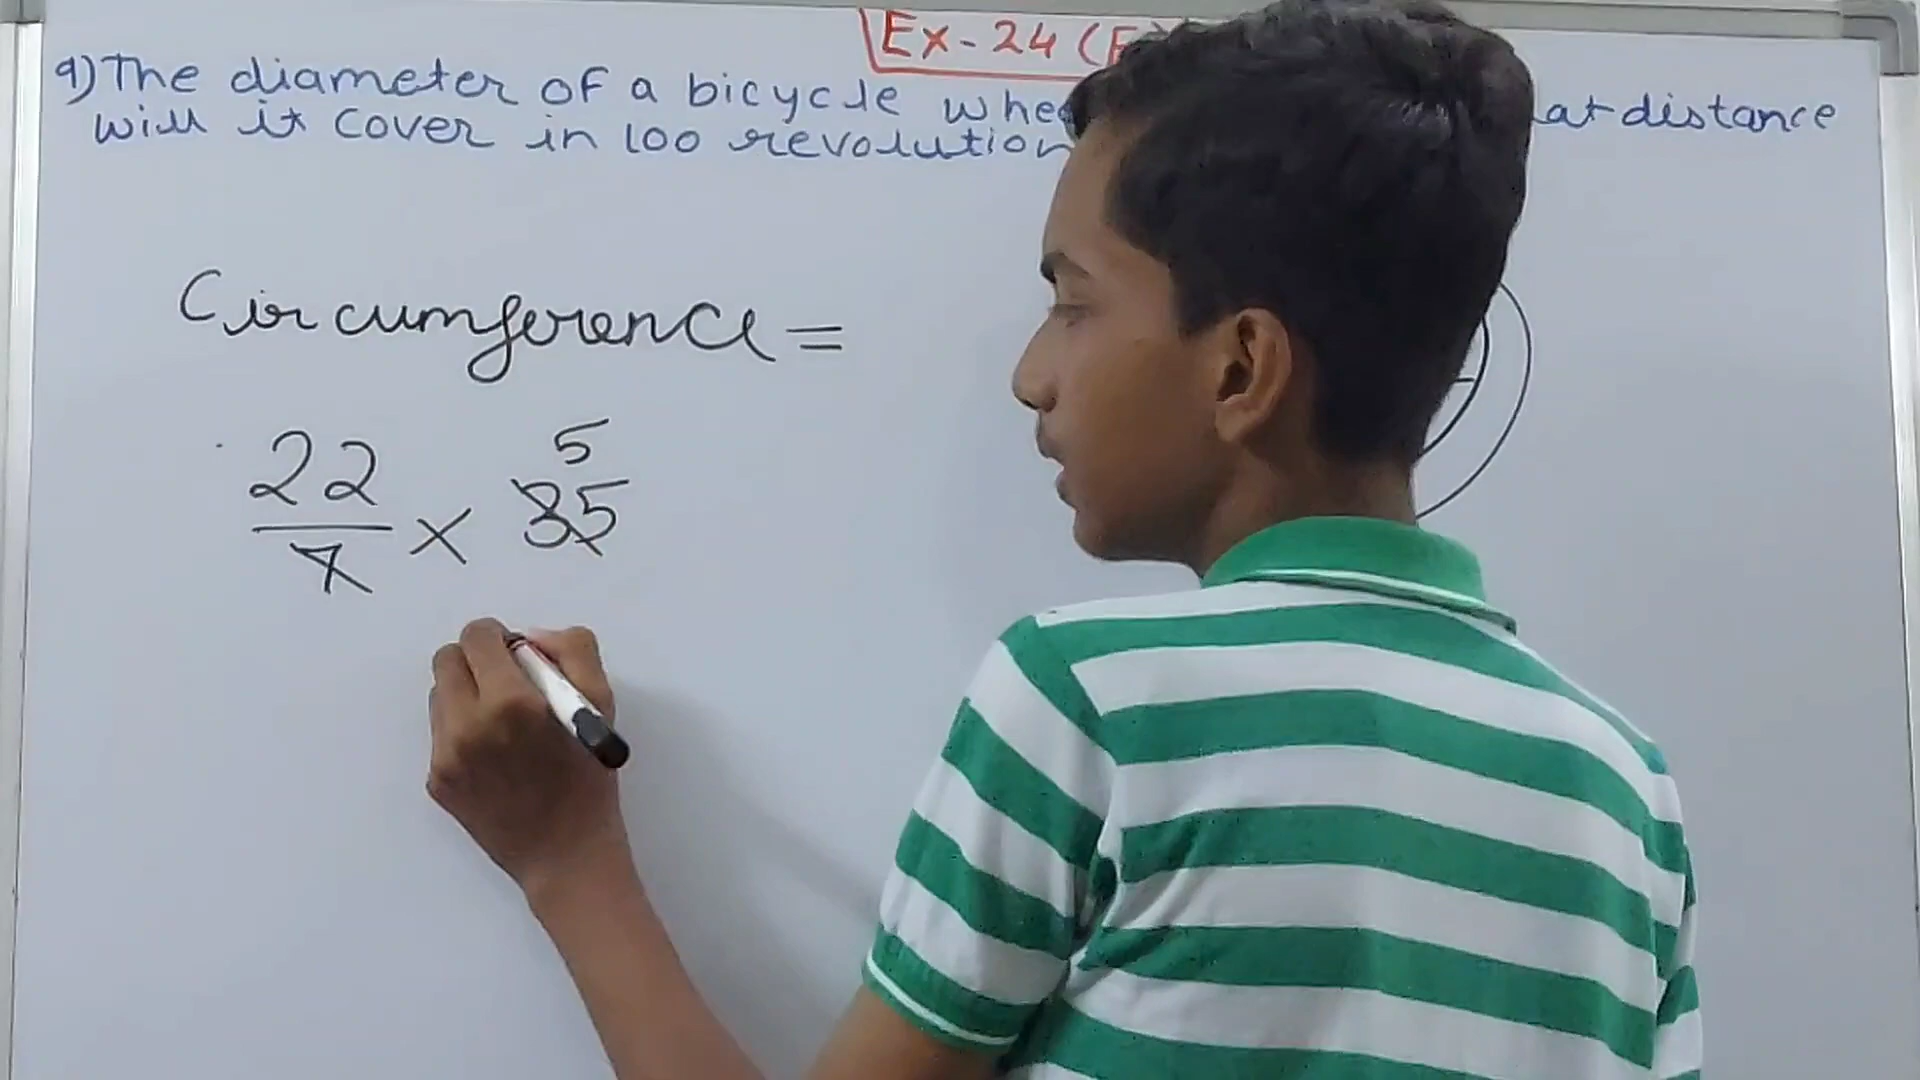 Ex-24 (E
9) The diameter of a bicycle whe at distance
will it cover in 100 revolution
Circumference =
5
22 35
7 ×